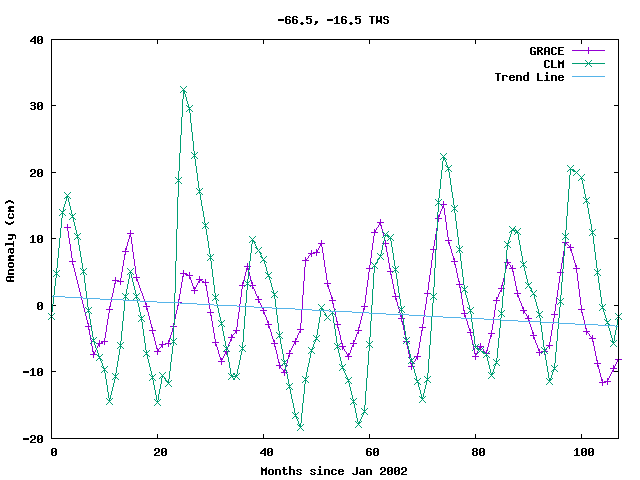 -66.5, -16.5 TWS
GRACE
CLM
Trend Line
40
30
20
10
0
-10
-20
Anomaly (cm)
0 20 40 60 80 100
Months since Jan 2002